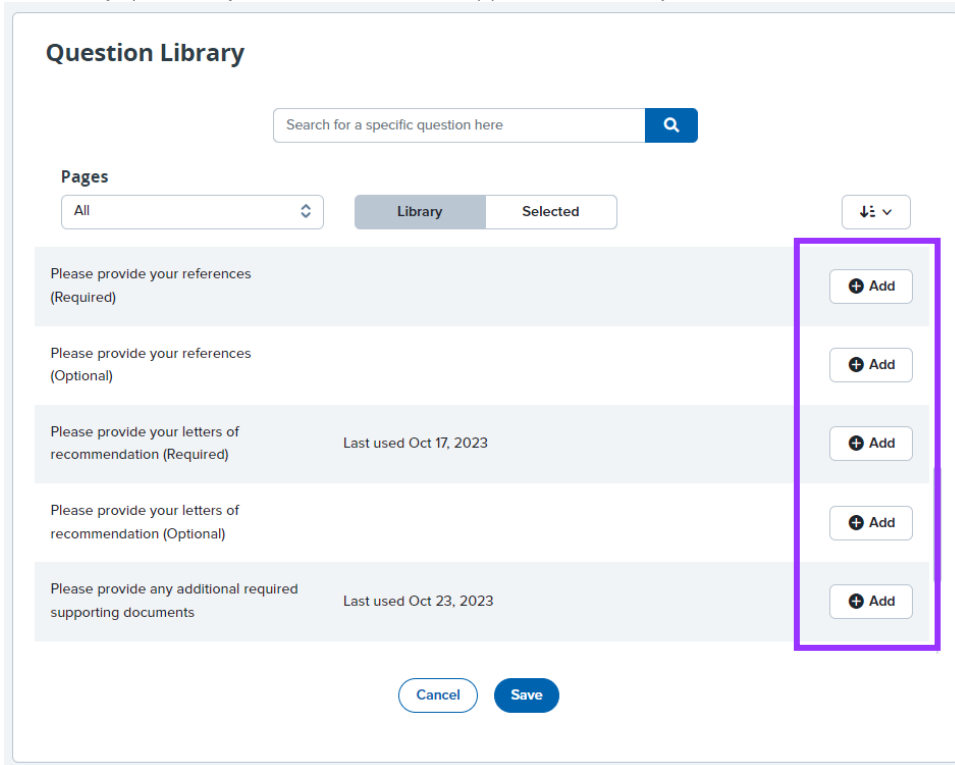 Question Library
Search for a specific question here
Pages
All
Library Selected
Please provide your references
(Required)
Add
Please provide your references
(Optional)
Add
Please provide your letters of
recommendation (Required)
Last used Oct 17, 2023
Add
Please provide your letters of
recommendation (Optional)
Add
Please provide any additional required
supporting documents
Last used Oct 23, 2023
Add
Cancel Save